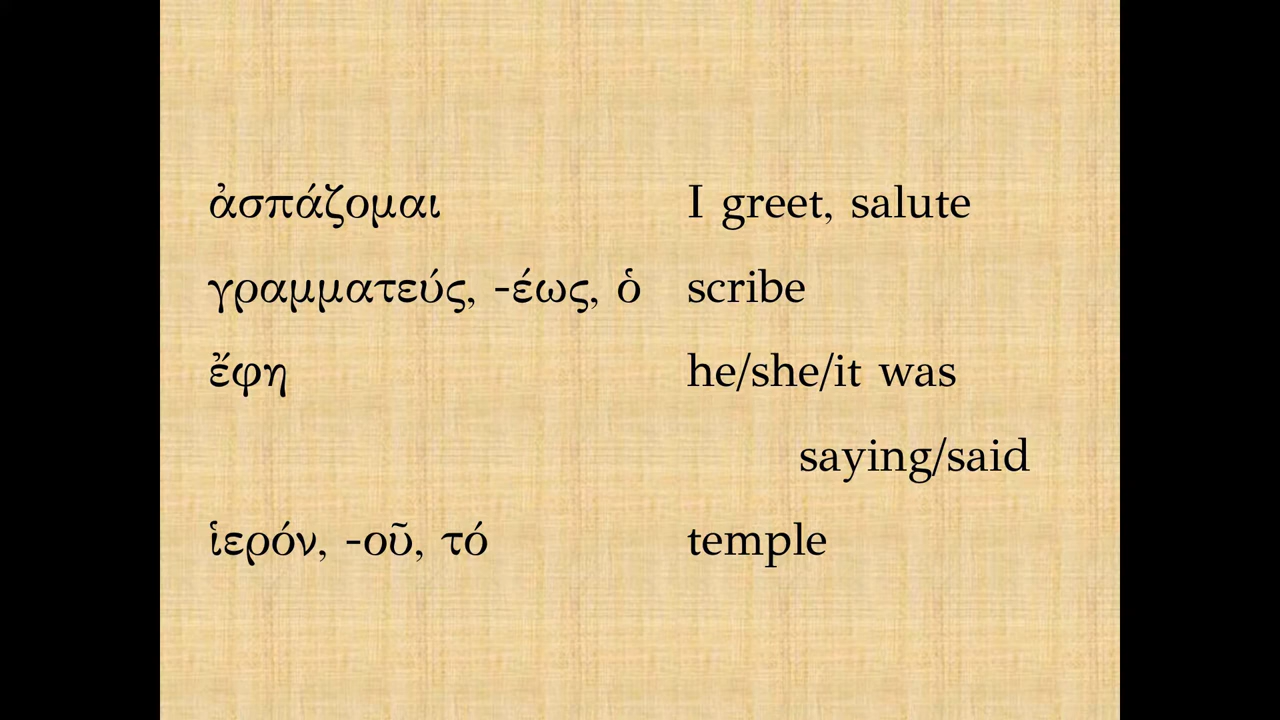 ἀσπάζομαι I greet, salute
γραμματεύς, -έως, ὁ scribe
ἔφη he/she/it was
saying/said
ἱερόν, -οῦ, τό temple